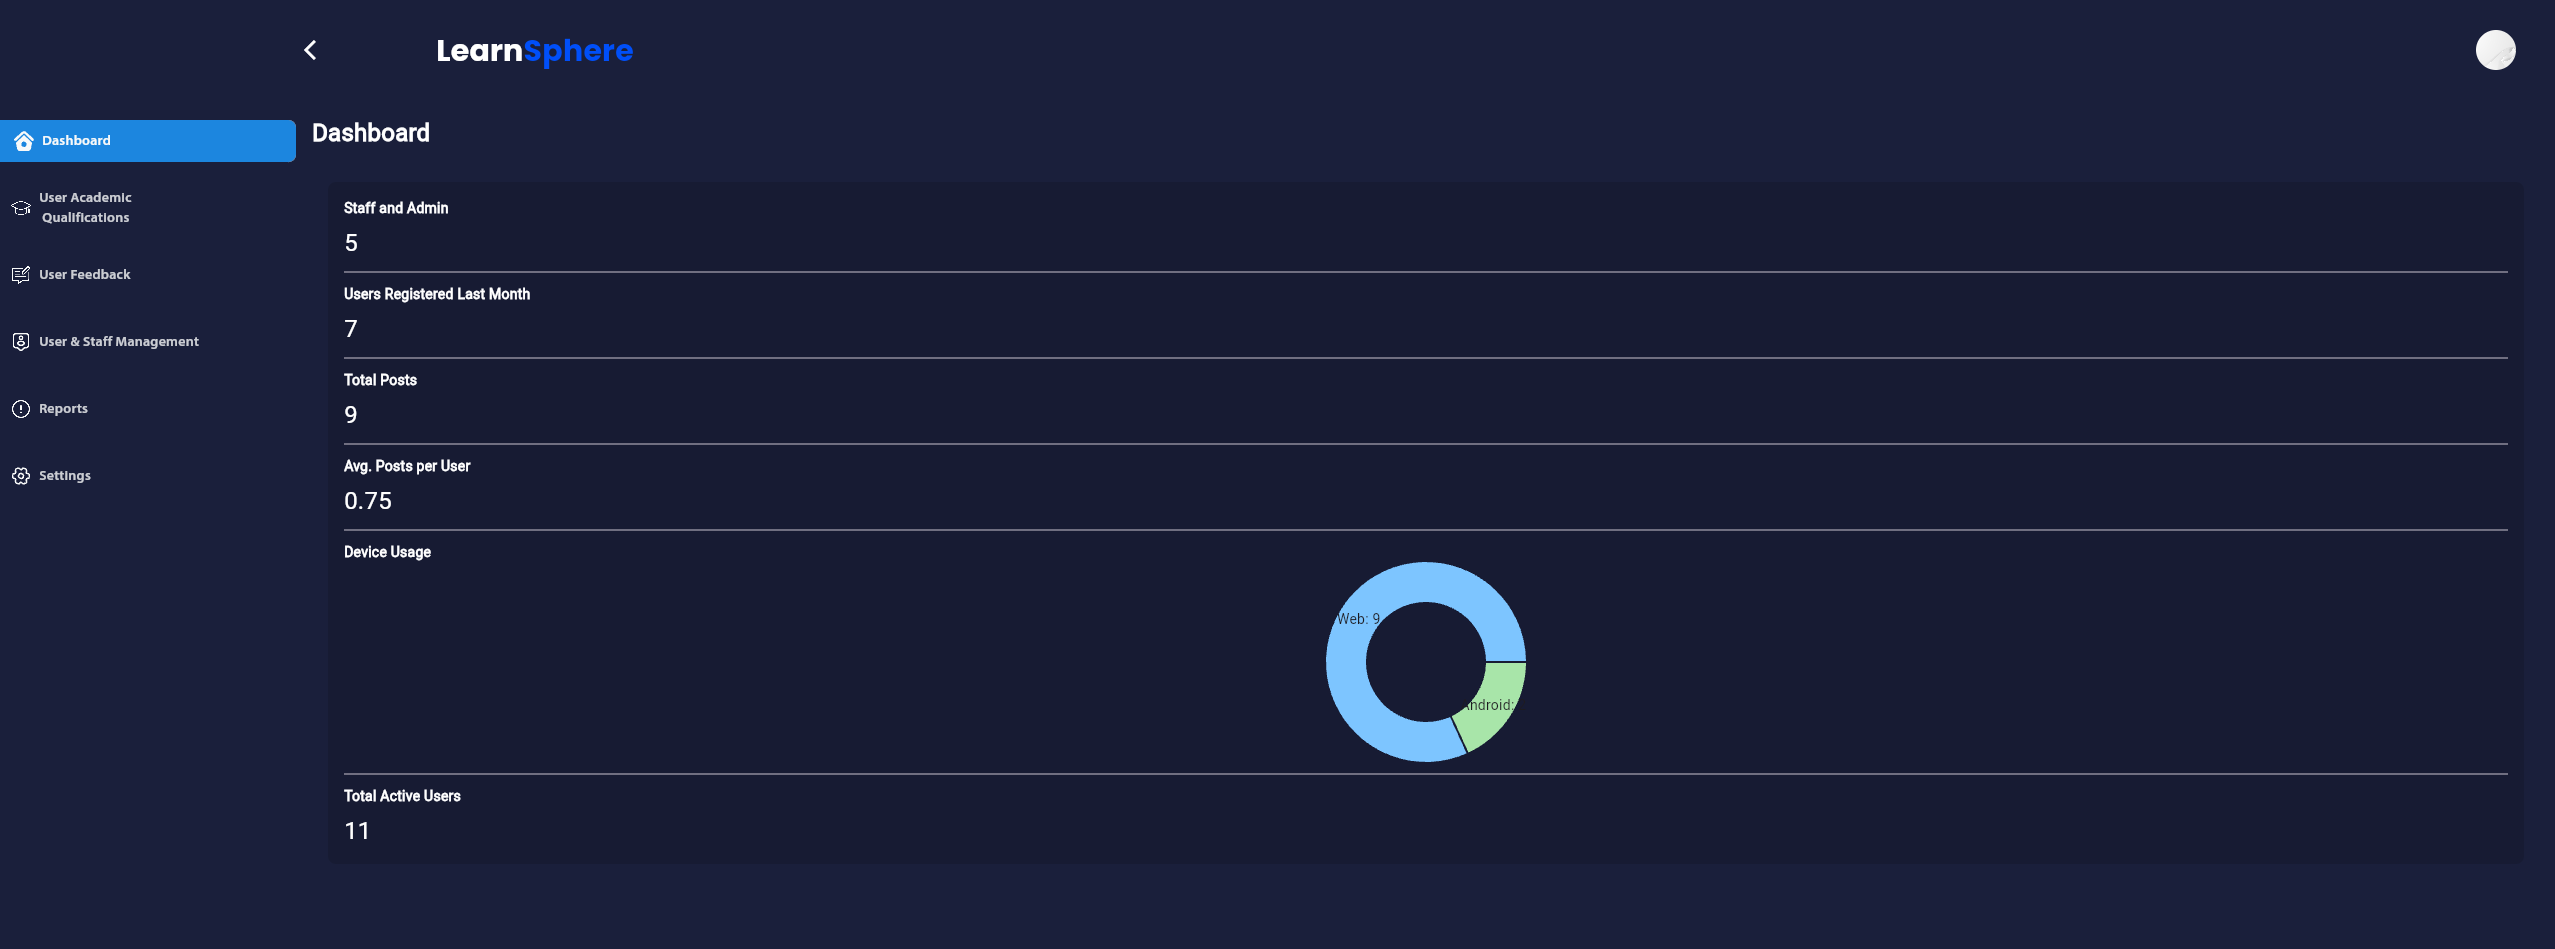 LearnSphere
Dashboard
Dashboard
User Academic
Qualifications
User Feedback
User & Staff Management
Reports
Settings
Staff and Admin
5
Users Registered Last Month
7
Total Posts
9
Avg. Posts per User
0.75
Device Usage
Web: 9
Android:
Total Active Users
11